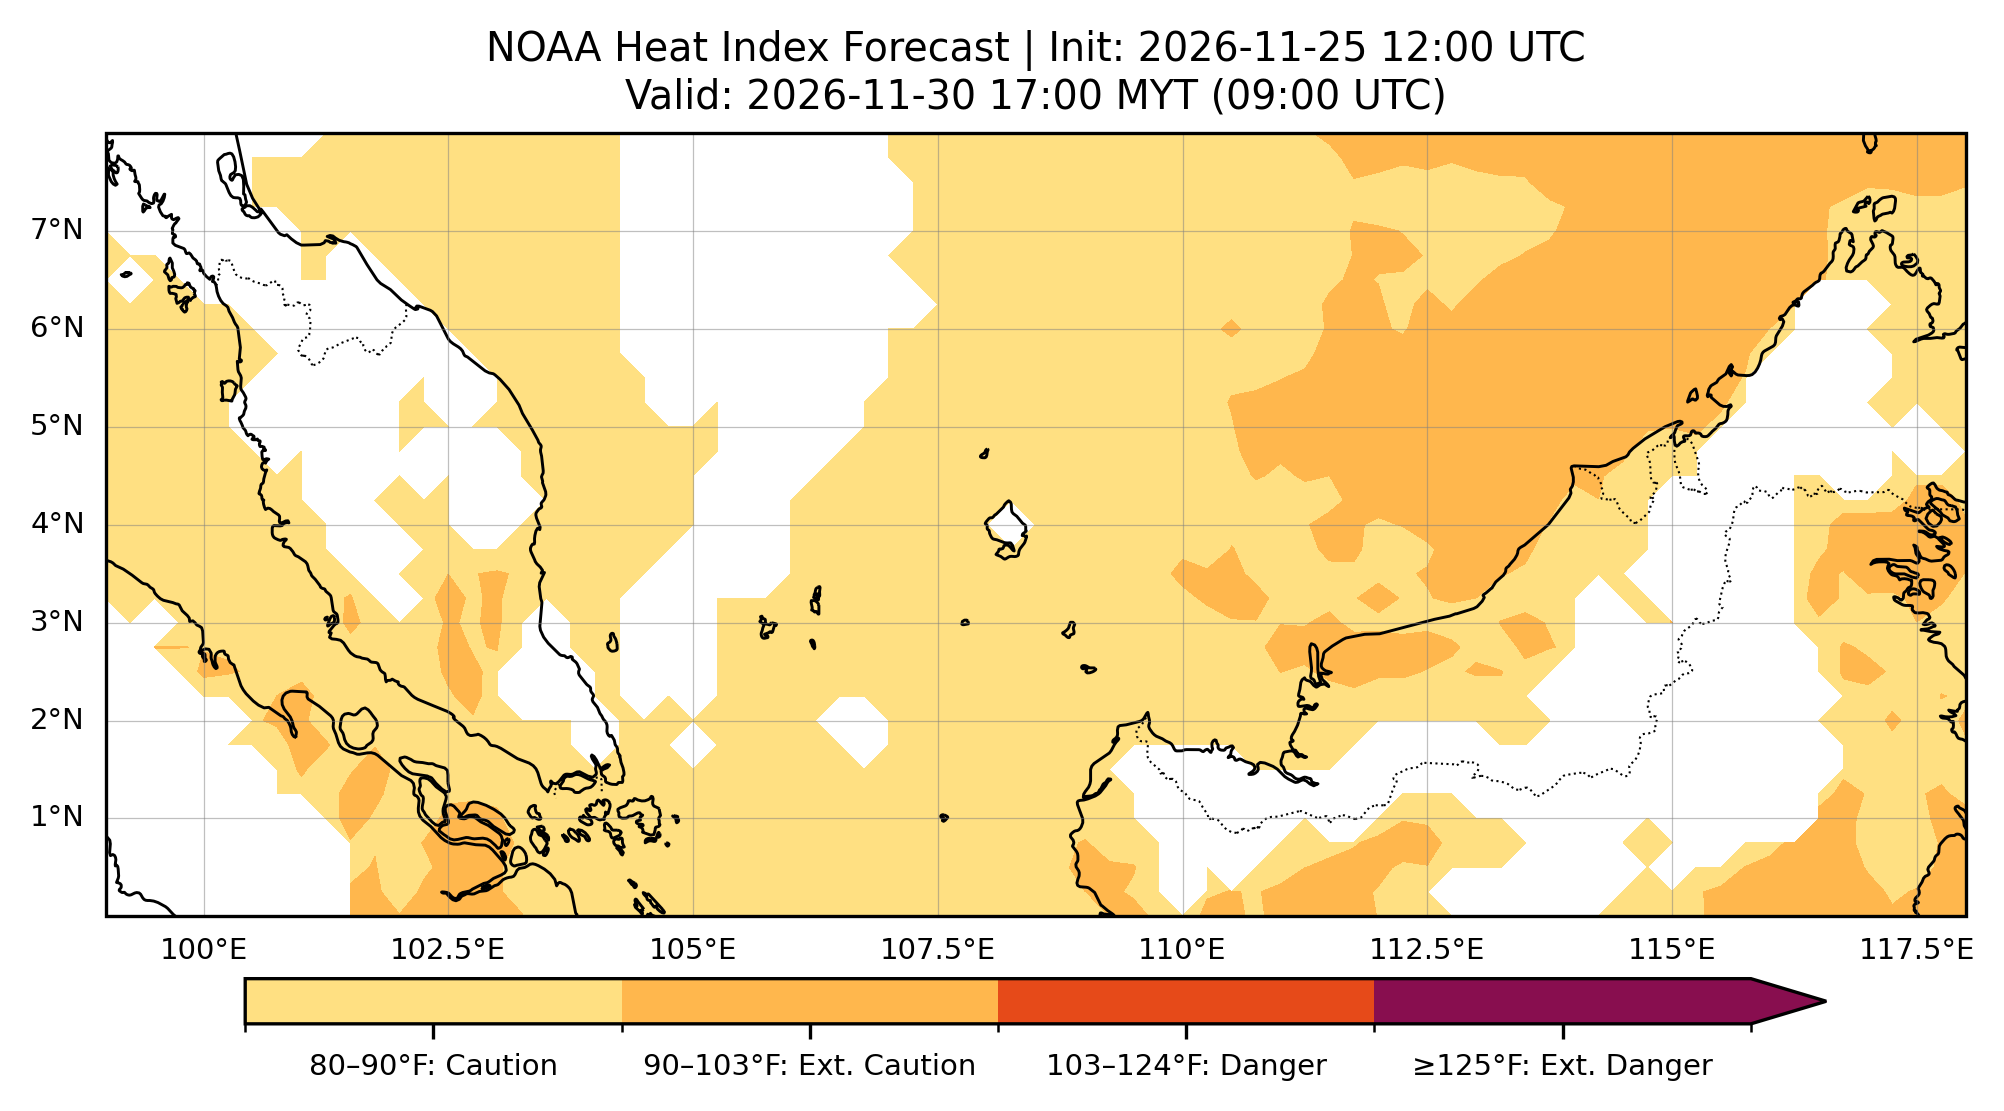 NOAA Heat Index Forecast | Init: 2026-11-25 12:00 UTC
Valid: 2026-11-30 17:00 MYT (09:00 UTC)
7°N
6°N
5°N
4°N
3°N
2°N
1°N
100°E 102.5°E 105°E 107.5°E 110°E 112.5°E 115°E 117.5°E
80–90°F: Caution 90–103°F: Ext. Caution 103–124°F: Danger ≥125°F: Ext. Danger